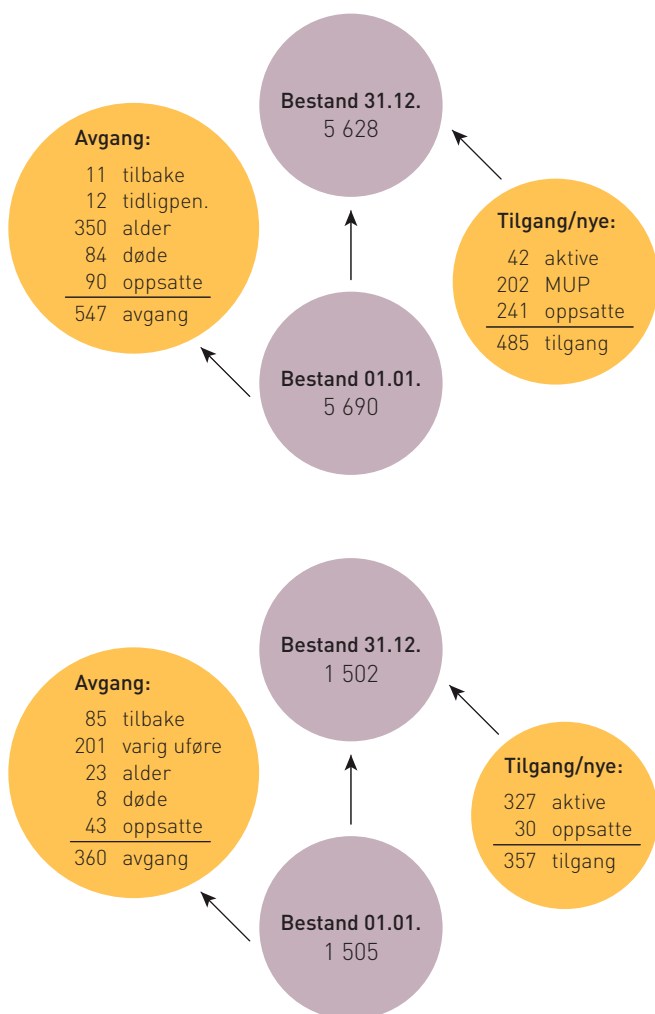 Bestand 31.12.
5 628
Avgang:
11 tilbake
12 tidligpen.
350 alder
84 døde
90 oppsatte
547 avgang
Tilgang/nye:
42 aktive
202 MUP
241 oppsatte
485 tilgang
Bestand 01.01.
5 690
Bestand 31.12.
1 502
Avgang:
85 tilbake
201 varig uføre
23 alder
8 døde
43 oppsatte
360 avgang
Tilgang/nye:
327 aktive
30 oppsatte
357 tilgang
Bestand 01.01.
1 505